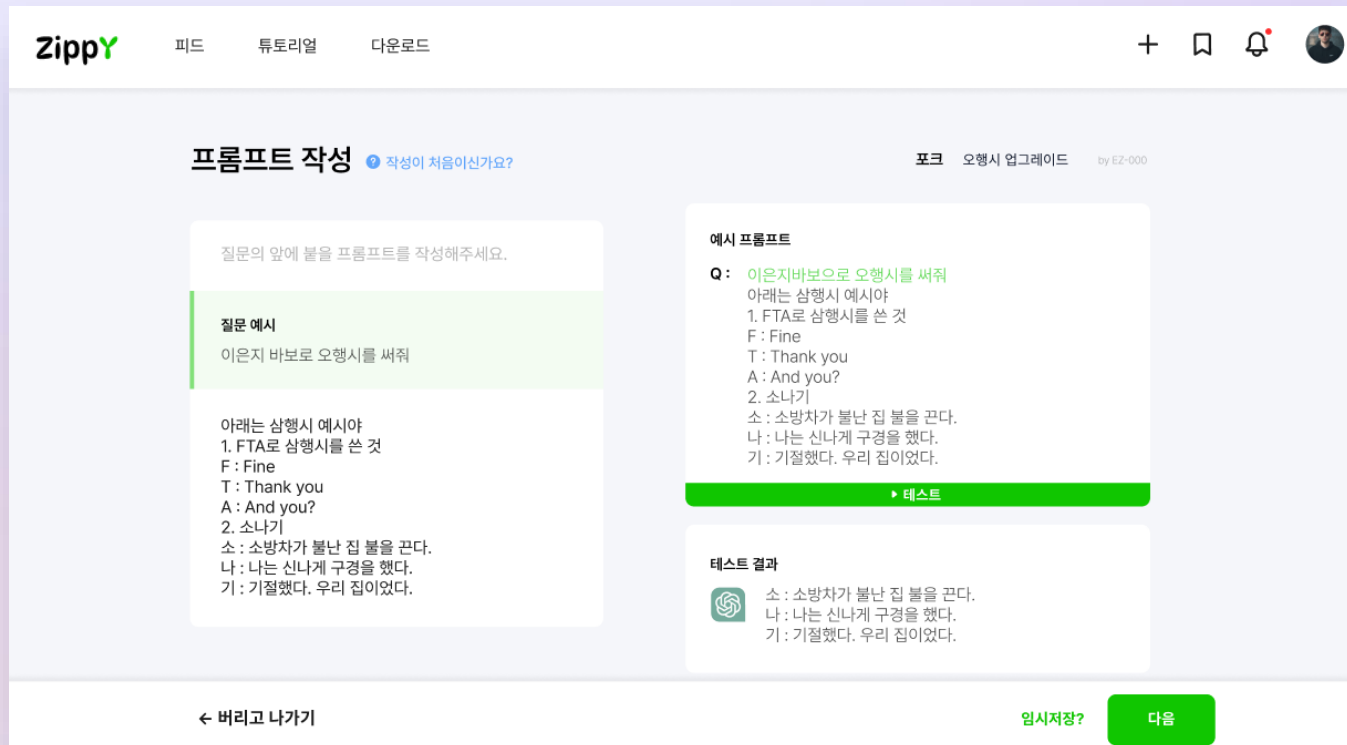 ZippY
피드
튜토리얼
다운로드
프롬프트 작성
? 작성이 처음이신가요?
포크 오행시 업그레이드 by EZ-000
질문의 앞에 붙을 프롬프트를 작성해주세요.
질문 예시
이은지 바보로 오행시를 써줘
아래는 삼행시 예시야
1. FTA로 삼행시를 쓴 것
F : Fine
T : Thank you
A : And you?
2. 소나기
소 : 소방차가 불난 집 불을 끈다.
나 : 나는 신나게 구경을 했다.
기 : 기절했다. 우리 집이었다.
예시 프롬프트
Q : 이은지바보으로 오행시를 써줘
아래는 삼행시 예시야
1. FTA로 삼행시를 쓴 것
F : Fine
T : Thank you
A : And you?
2. 소나기
소 : 소방차가 불난 집 불을 끈다.
나 : 나는 신나게 구경을 했다.
기 : 기절했다. 우리 집이었다.
테스트
테스트 결과
소 : 소방차가 불난 집 불을 끈다.
나 : 나는 신나게 구경을 했다.
기 : 기절했다. 우리 집이었다.
← 버리고 나가기
임시저장?
다음